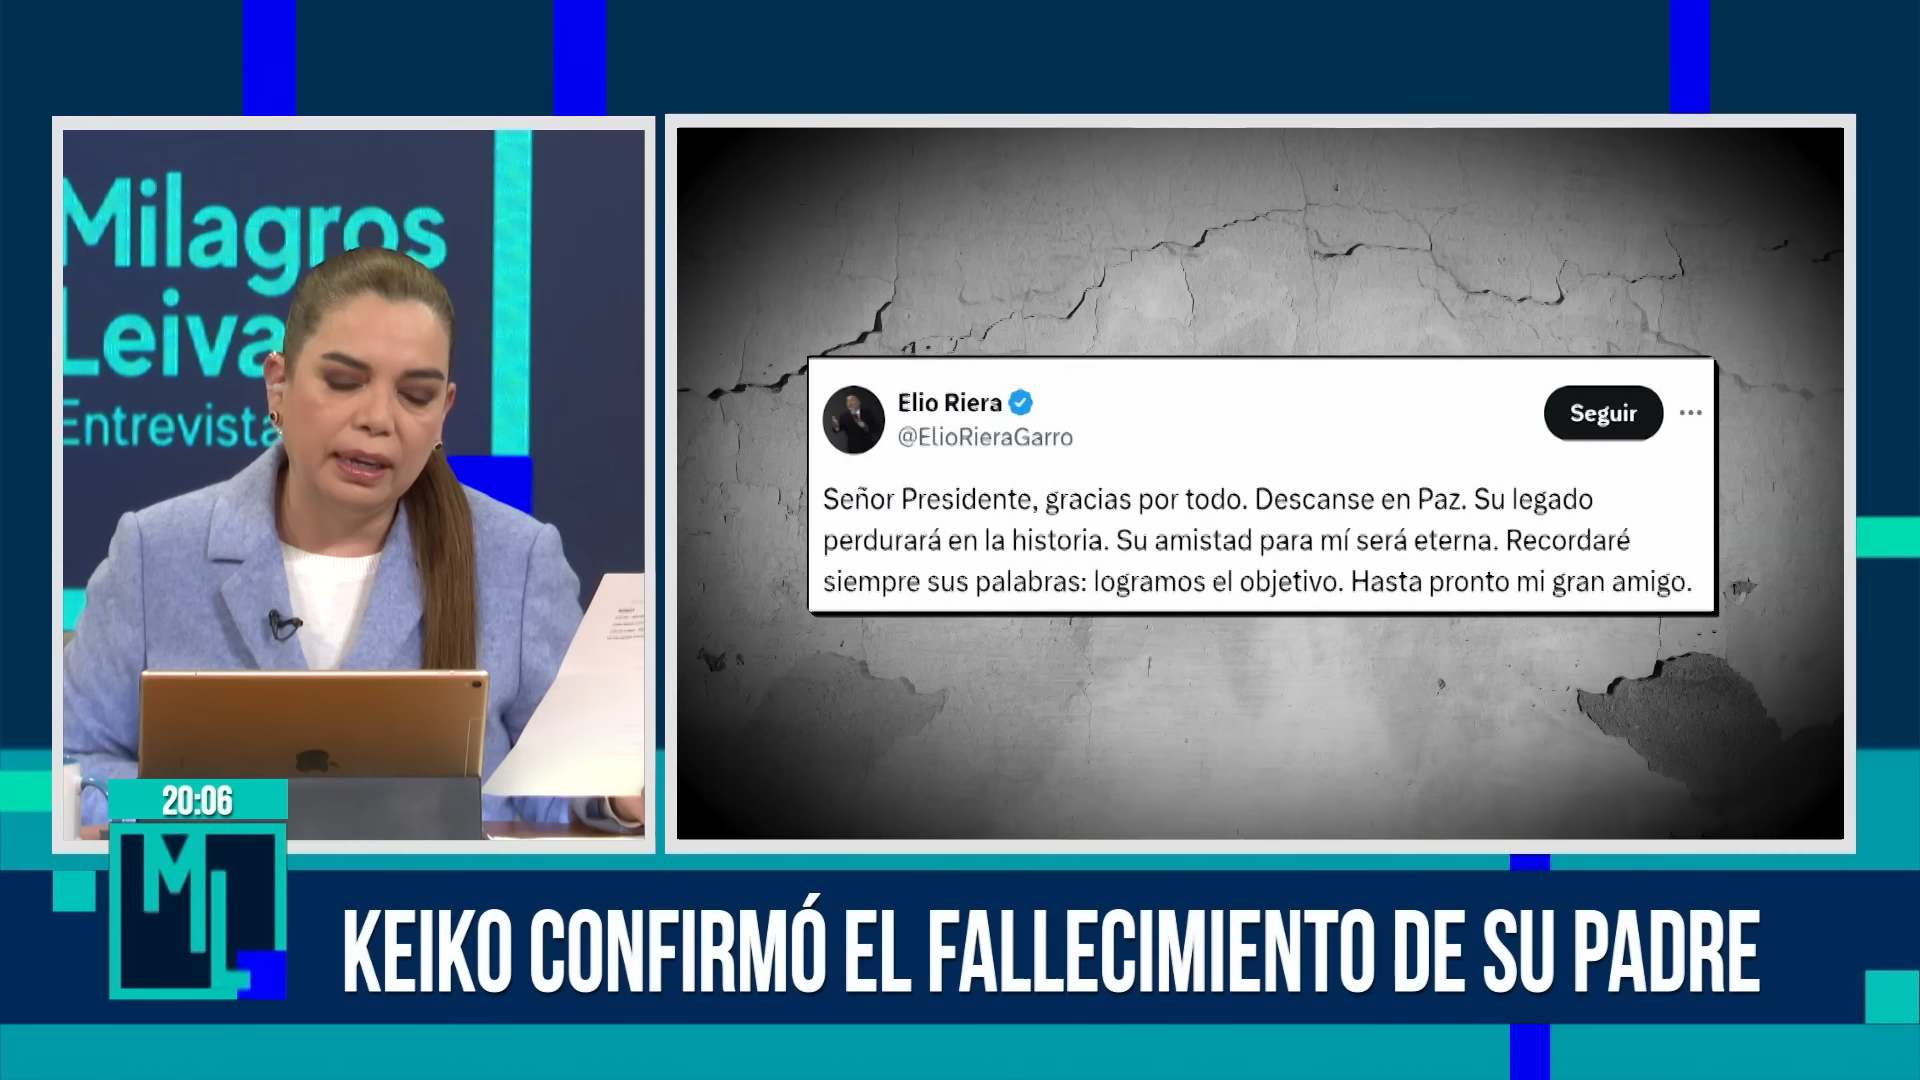 Milagros
Leiva
Entrevista
Elio Riera
@ElioRieraGarro
Seguir
Señor Presidente, gracias por todo. Descanse en Paz. Su legado
perdurará en la historia. Su amistad para mí será eterna. Recordaré
siempre sus palabras: logramos el objetivo. Hasta pronto mi gran amigo.
20:06
ML
KEIKO CONFIRMÓ EL FALLECIMIENTO DE SU PADRE